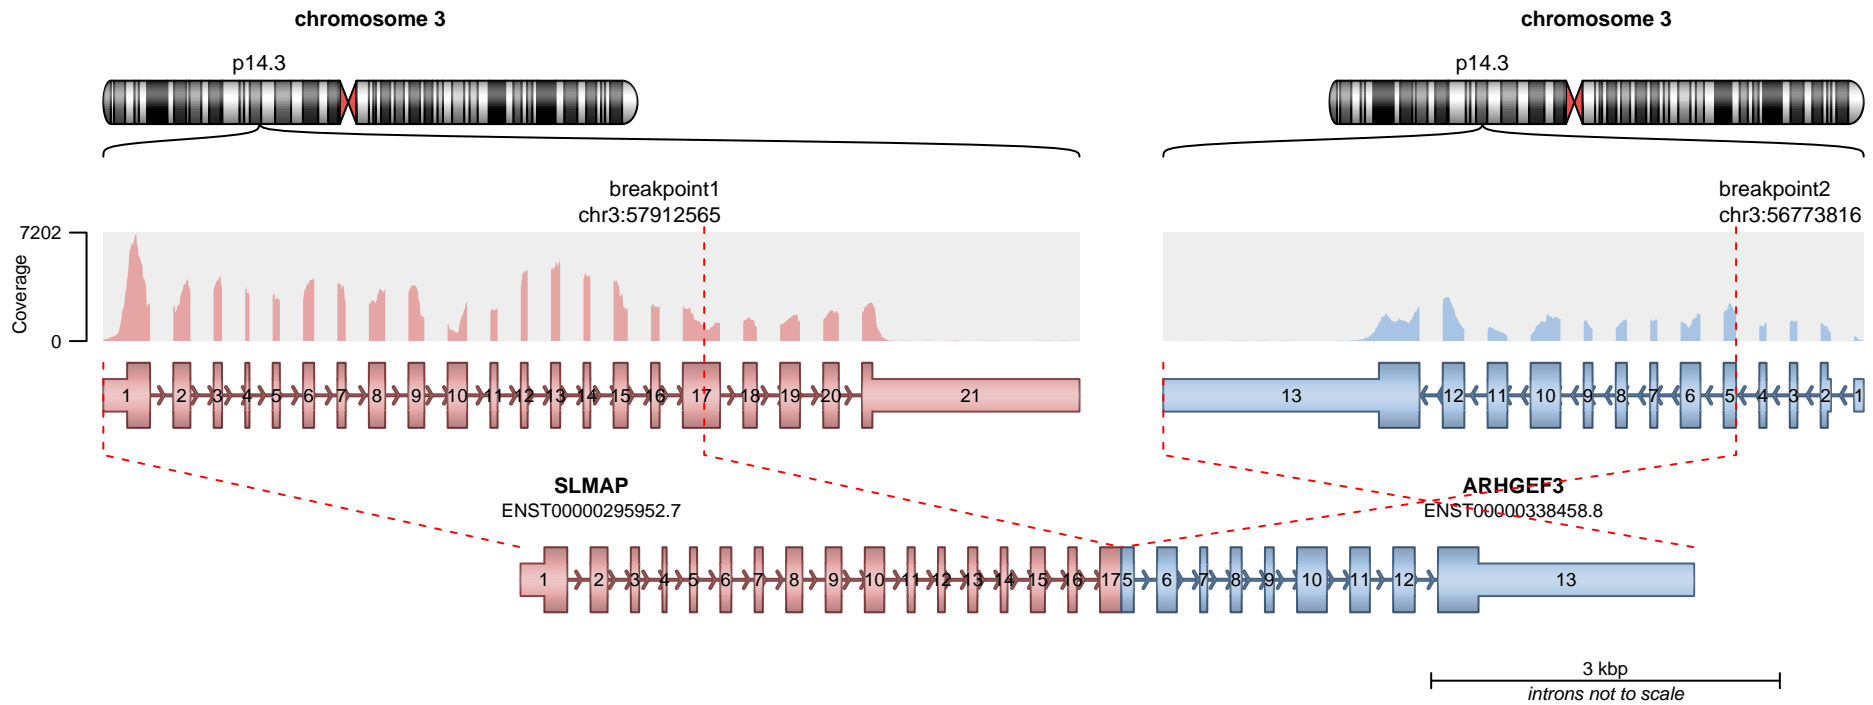 chromosome 3
chromosome 3
p14.3
p14.3
breakpoint1
chr3:57912565
breakpoint2
chr3:56773816
7202
Coverage
0
1 2 3 4 5 6 7 8 9 10 11 12 13 14 15 16 17 18 19 20 21
13 12 11 10 9 8 7 6 5 4 3 2 1
SLMAP
ENST00000295952.7
ARHGEF3
ENST00000338458.8
1 2 3 4 5 6 7 8 9 10 11 12 13 14 15 16 17 5 6 7 8 9 10 11 12 13
3 kbp
introns not to scale